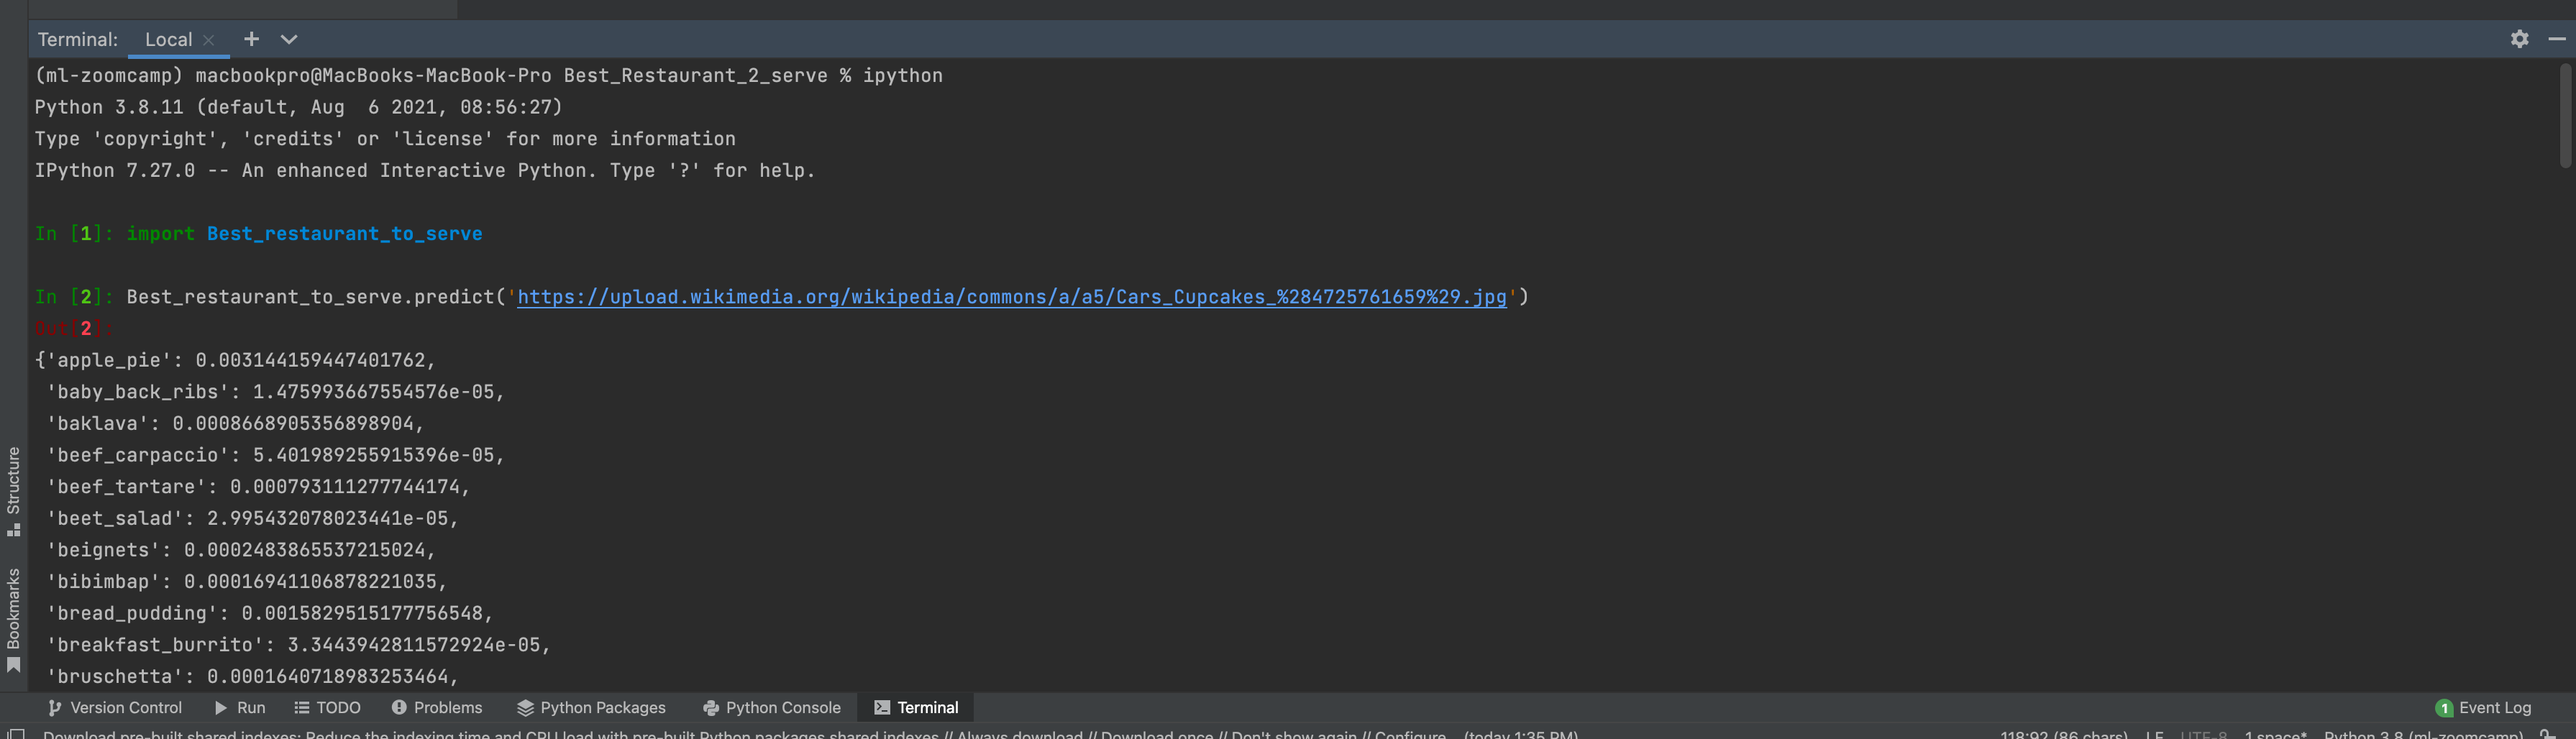 Terminal: Local × +
(ml-zoomcamp) macbookpro@MacBooks-MacBook-Pro Best_Restaurant_2_serve % ipython
Python 3.8.11 (default, Aug  6 2021, 08:56:27)
Type 'copyright', 'credits' or 'license' for more information
IPython 7.27.0 -- An enhanced Interactive Python. Type '?' for help.
In [1]: import Best_restaurant_to_serve
In [2]: Best_restaurant_to_serve.predict('https://upload.wikimedia.org/wikipedia/commons/a/a5/Cars_Cupcakes_%284725761659%29.jpg')
Out[2]:
{'apple_pie': 0.003144159447401762,
 'baby_back_ribs': 1.4759936675545​76e-05,
 'baklava': 0.0008668905356898904,
 'beef_carpaccio': 5.401989255915396e-05,
 'beef_tartare': 0.000793111277744174,
 'beet_salad': 2.995432078023441e-05,
 'beignets': 0.0002483865537215024,
 'bibimbap': 0.00016941106878221035,
 'bread_pudding': 0.0015829515177756548,
 'breakfast_burrito': 3.3443942811572924e-05,
 'bruschetta': 0.0001640718983253464,
Structure
Bookmarks
Version Control Run TODO Problems Python Packages Python Console Terminal 1 Event Log
Download pre-built shared indexes: Reduce the indexing time and CPU load with pre-built Python packages shared indexes // Always download // Download once // Don't show again // Configure... (today 1:35 PM) 118:92 (86 chars) LF UTF-8 1 space* Python 3.8 (ml-zoomcamp)